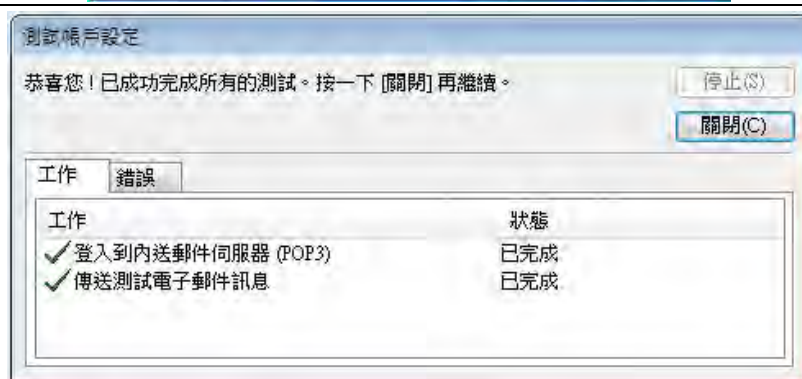 測試帳戶設定
恭喜您！已成功完成所有的測試。按一下 [關閉] 再繼續。
停止(S)
關閉(C)
工作 錯誤
工作 狀態
登入到內送郵件伺服器 (POP3) 已完成
傳送測試電子郵件訊息 已完成